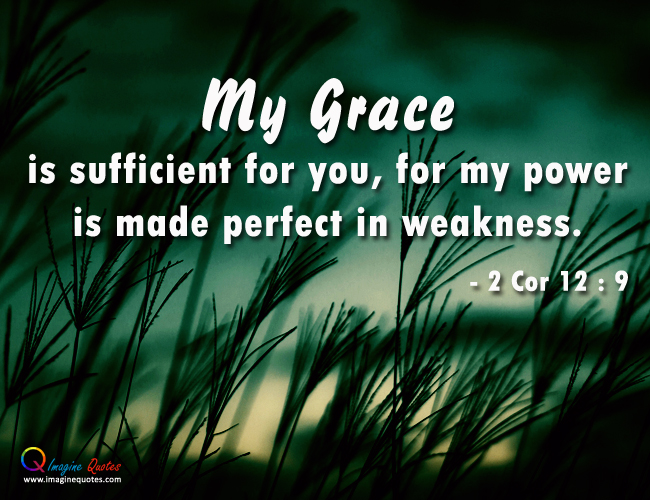 My Grace
is sufficient for you, for my power
is made perfect in weakness.
- 2 Cor 12 : 9
Imagine Quotes
www.imaginequotes.com